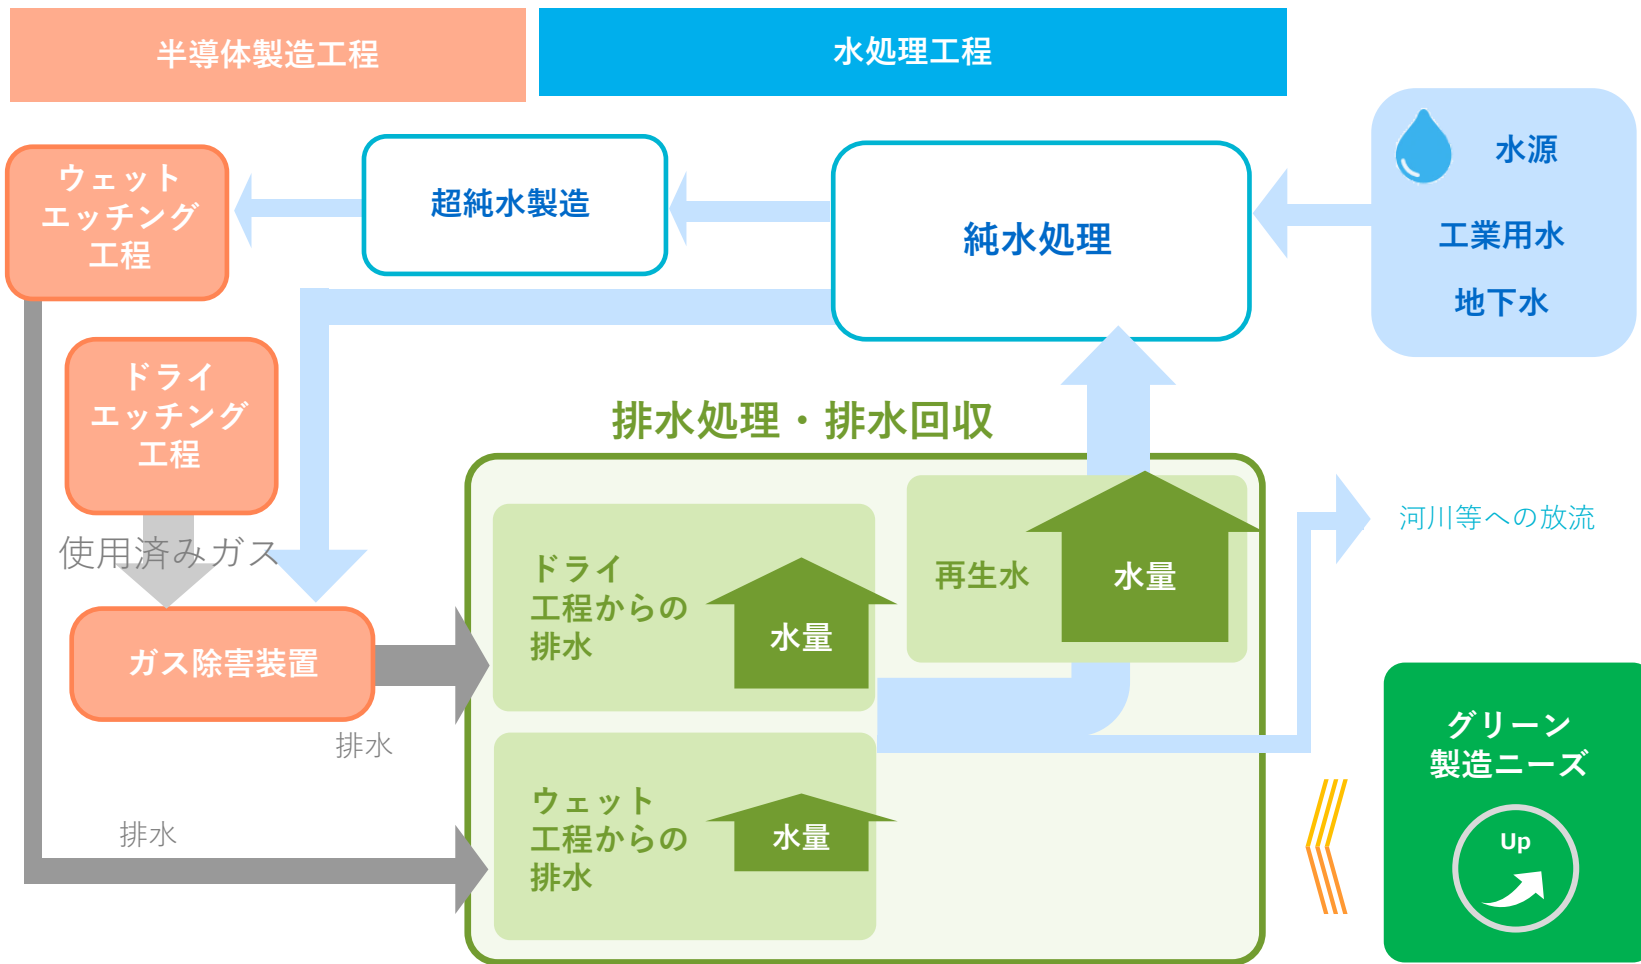 半導体製造工程
水処理工程
ウェット
エッチング
工程
超純水製造
純水処理
水源
工業用水
地下水
ドライ
エッチング
工程
使用済みガス
ガス除害装置
排水
排水
排水処理・排水回収
ドライ
工程からの
排水
水量
再生水
水量
ウェット
工程からの
排水
水量
河川等への放流
グリーン
製造ニーズ
Up